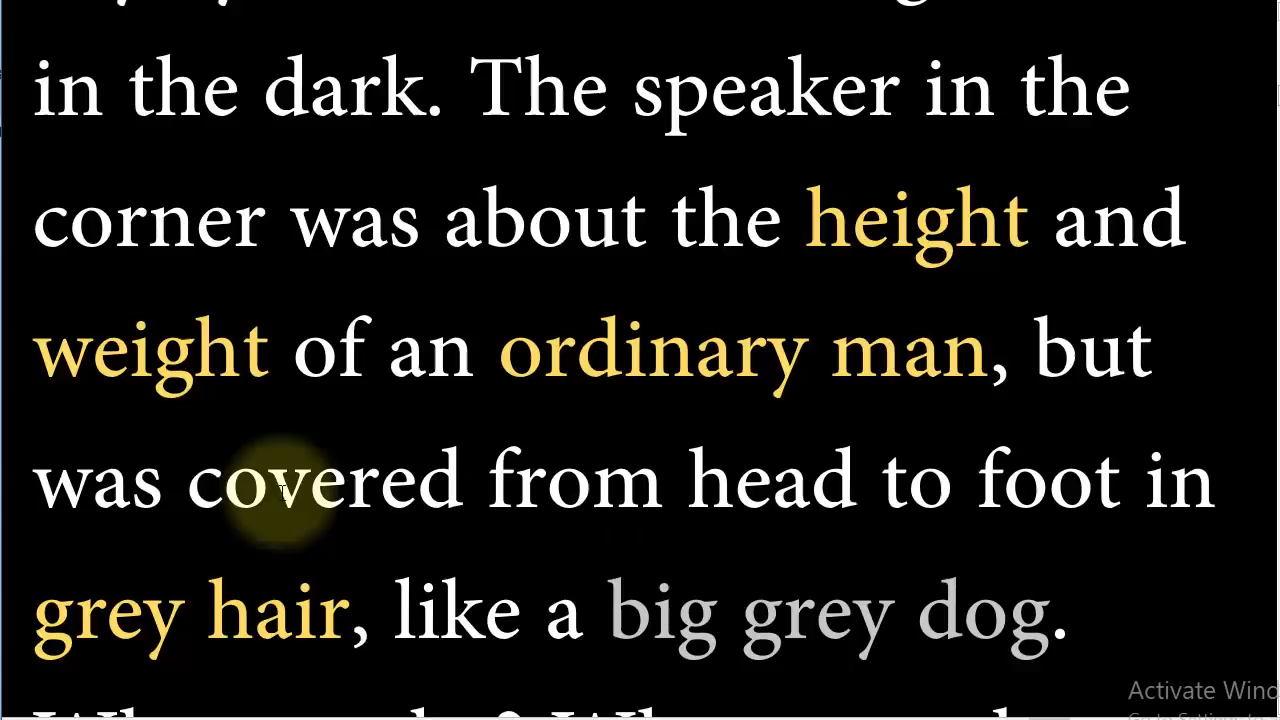 in the dark. The speaker in the
corner was about the height and
weight of an ordinary man, but
was covered from head to foot in
grey hair, like a big grey dog.
Activate Wind